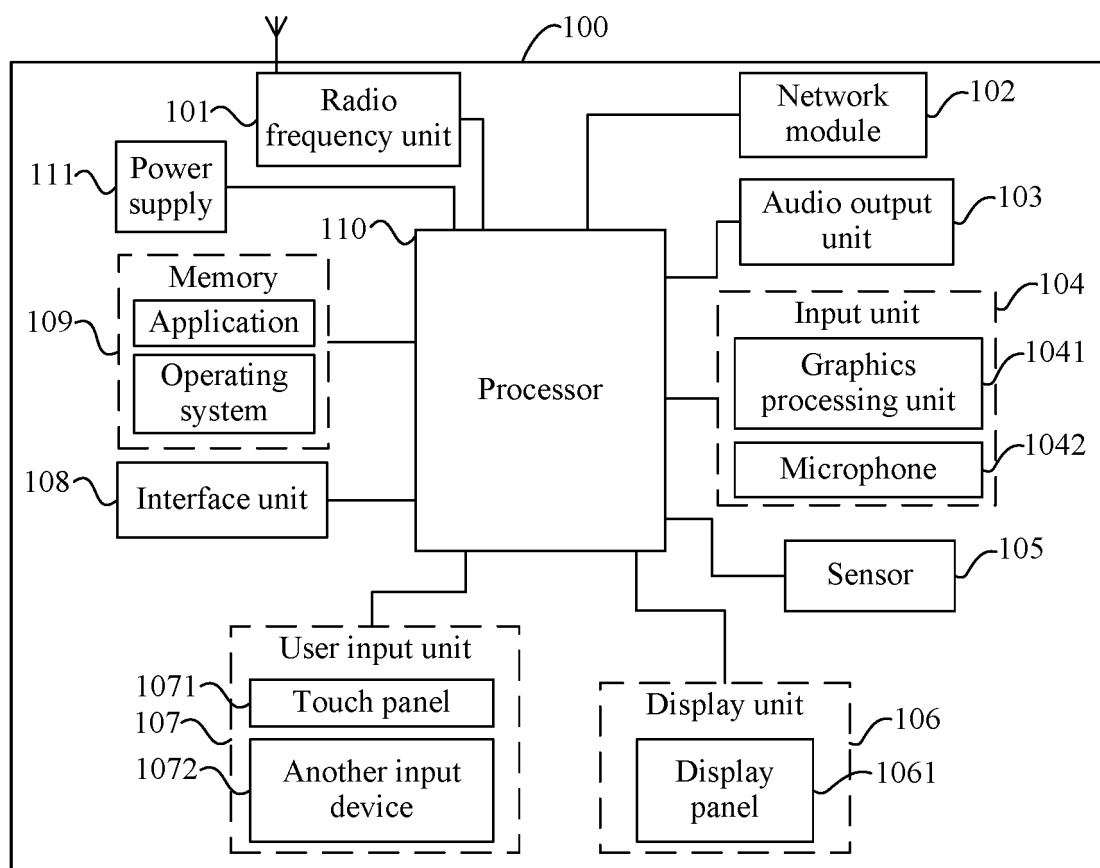 100
101
Radio
frequency unit
Network
module
102
111
Power
supply
110
Audio output
unit
103
109
Memory
Application
Operating
system
Processor
Input unit
104
Graphics
processing unit
1041
Microphone
1042
108
Interface unit
Sensor
105
User input unit
1071
Touch panel
107
1072
Another input
device
Display unit
106
Display
panel
1061